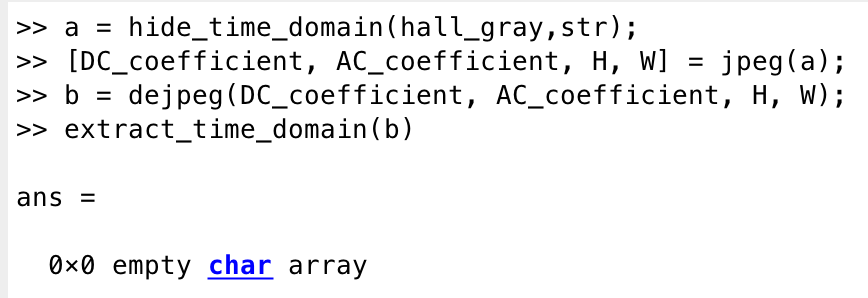 >> a = hide_time_domain(hall_gray,str);
>> [DC_coefficient, AC_coefficient, H, W] = jpeg(a);
>> b = dejpeg(DC_coefficient, AC_coefficient, H, W);
>> extract_time_domain(b)
ans =
0×0 empty char array